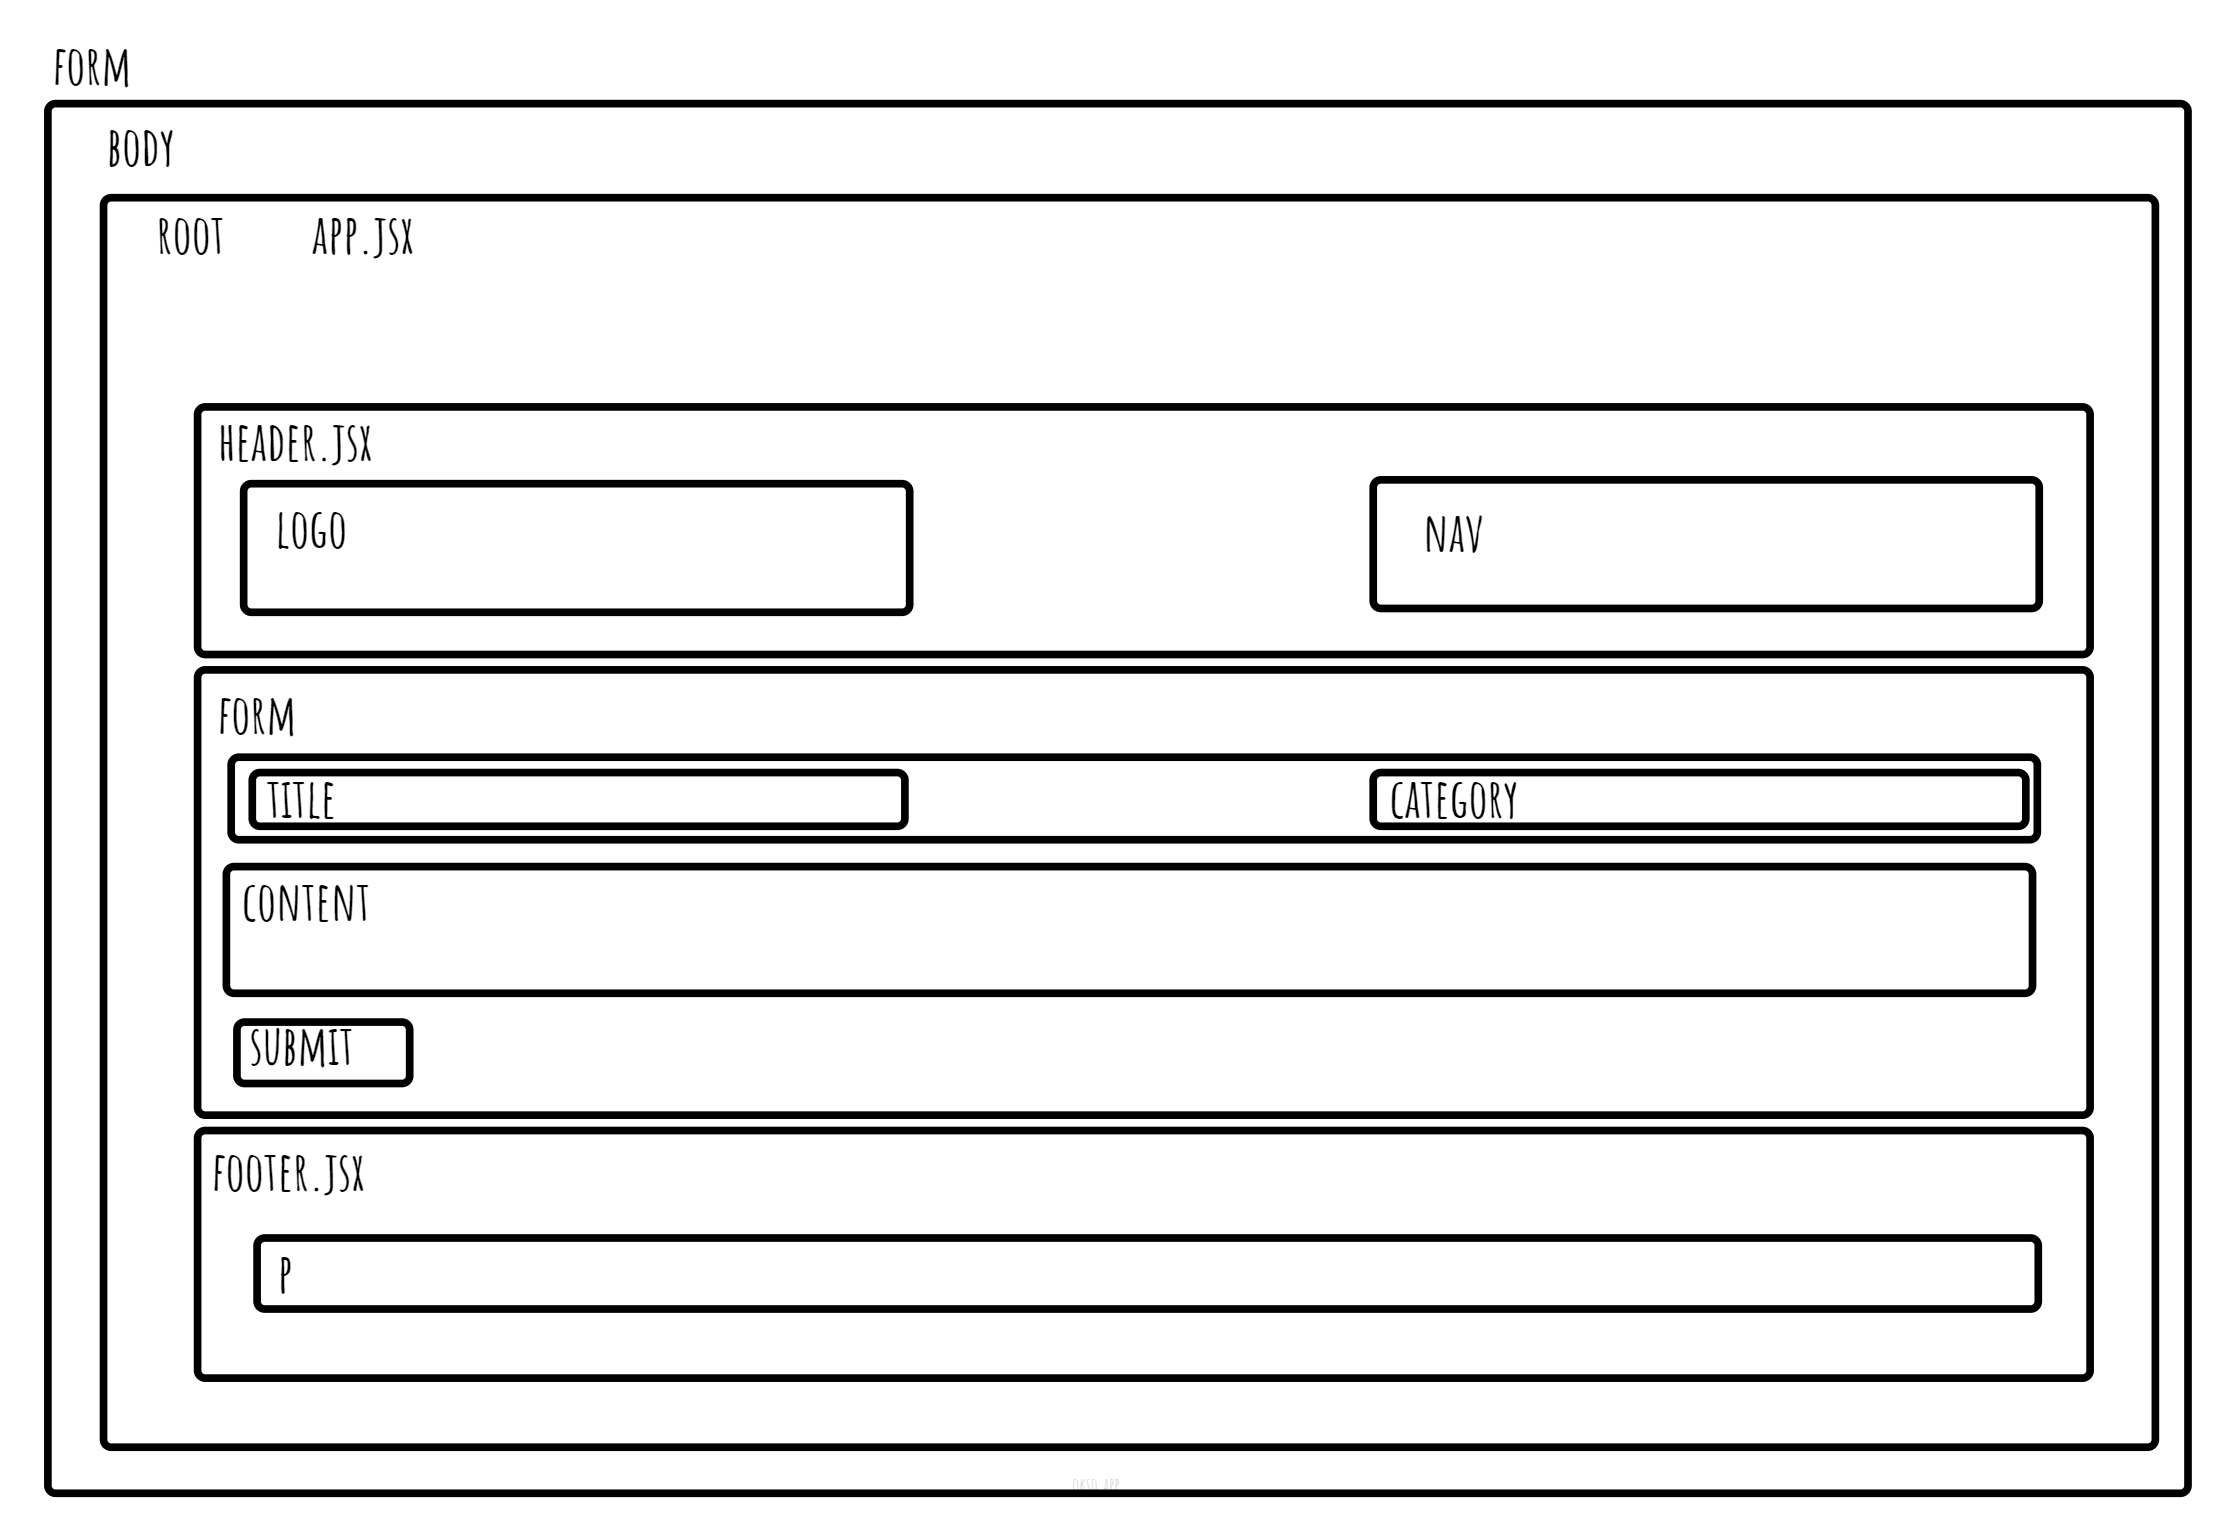 FORM
BODY
ROOT APP.JSX
HEADER.JSX
LOGO
NAV
FORM
TITLE
CATEGORY
CONTENT
SUBMIT
FOOTER.JSX
P
OKSO.APP